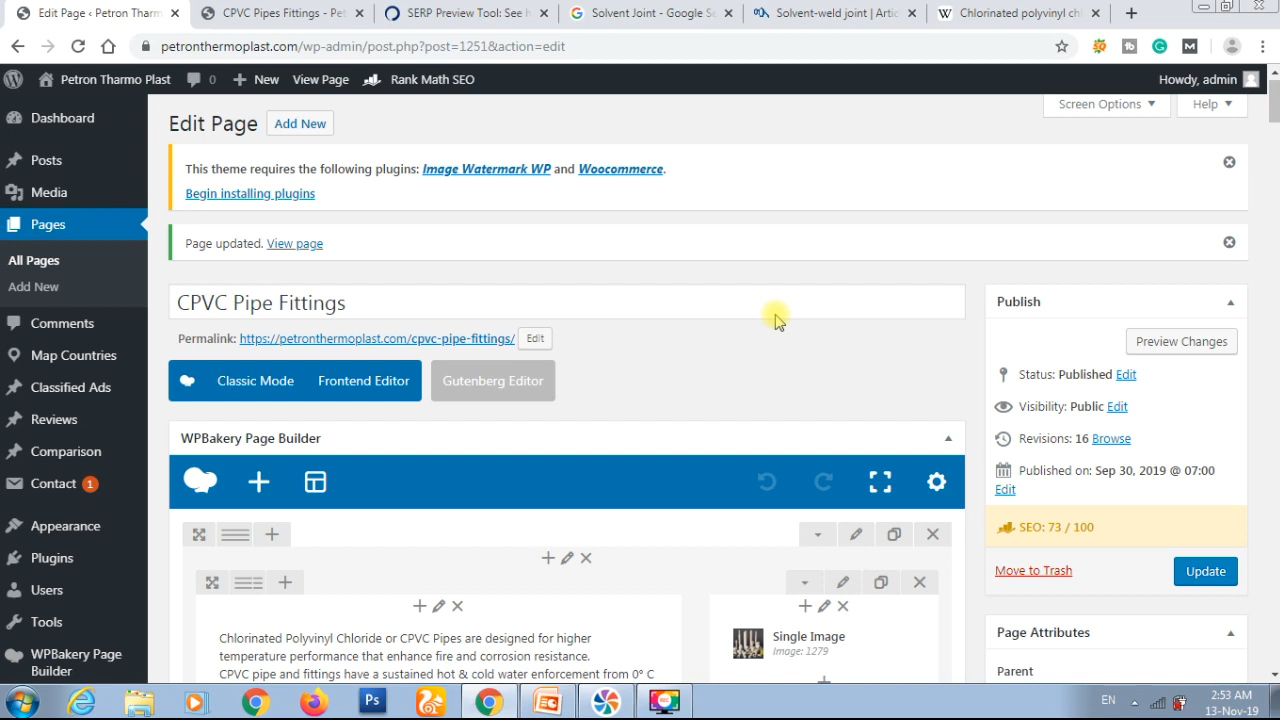 Edit Page ‹ Petron Tharm
CPVC Pipes Fittings - Pet
SERP Preview Tool: See h
Solvent Joint - Google Se
Solvent-weld joint | Artic
Chlorinated polyvinyl chl
petronthermoplast.com/wp-admin/post.php?post=1251&action=edit
Petron Tharmo Plast
0
New
View Page
Rank Math SEO
Howdy, admin
Screen Options
Help
Edit Page
Add New
This theme requires the following plugins: Image Watermark WP and Woocommerce.
Begin installing plugins
Page updated. View page
CPVC Pipe Fittings
Permalink: https://petronthermoplast.com/cpvc-pipe-fittings/
Edit
Classic Mode
Frontend Editor
Gutenberg Editor
WPBakery Page Builder
Chlorinated Polyvinyl Chloride or CPVC Pipes are designed for higher
temperature performance that enhance fire and corrosion resistance.
CPVC pipe and fittings have a sustained hot & cold water enforcement from 0° C
Single Image
Image: 1279
Dashboard
Posts
Media
Pages
All Pages
Add New
Comments
Map Countries
Classified Ads
Reviews
Comparison
Contact 1
Appearance
Plugins
Users
Tools
WPBakery Page
Builder
Publish
Preview Changes
Status: Published Edit
Visibility: Public Edit
Revisions: 16 Browse
Published on: Sep 30, 2019 @ 07:00
Edit
SEO: 73 / 100
Move to Trash
Update
Page Attributes
Parent
Ps
EN
2:53 AM
13-Nov-19